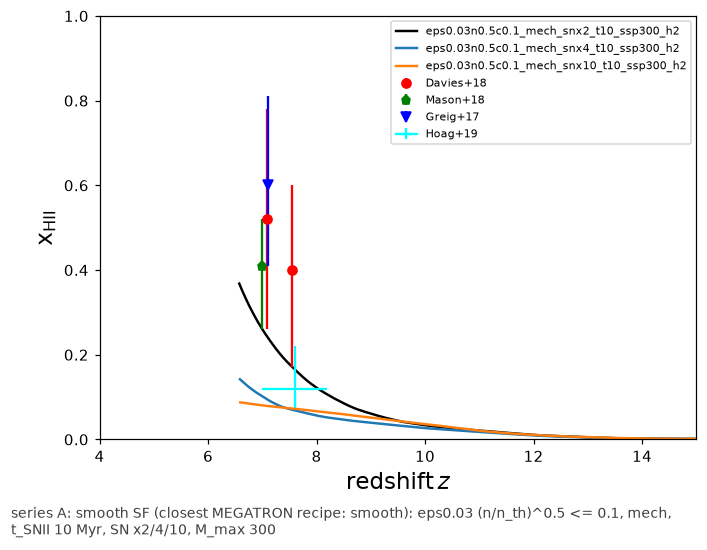 1.0
0.8
0.6
0.4
0.2
0.0
xHII
4 6 8 10 12 14
redshift z
eps0.03n0.5c0.1_mech_snx2_t10_ssp300_h2
eps0.03n0.5c0.1_mech_snx4_t10_ssp300_h2
eps0.03n0.5c0.1_mech_snx10_t10_ssp300_h2
Davies+18
Mason+18
Greig+17
Hoag+19
series A: smooth SF (closest MEGATRON recipe: smooth): eps0.03 (n/n_th)^0.5 <= 0.1, mech,
t_SNII 10 Myr, SN x2/4/10, M_max 300